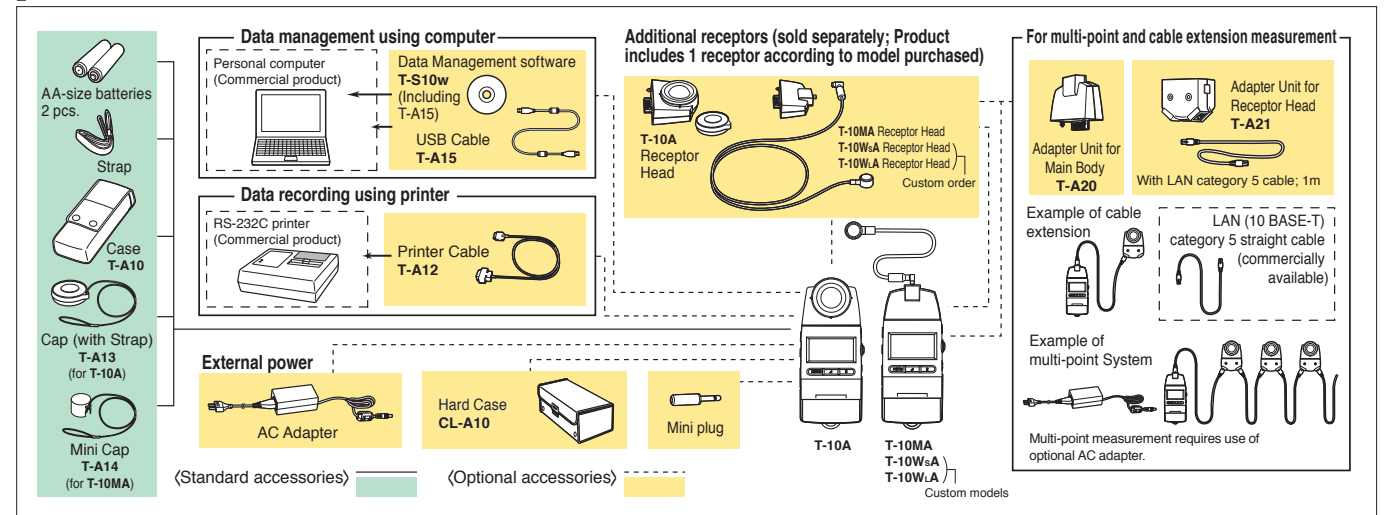 AA-size batteries
2 pcs.
Strap
Case
T-A10
Cap (with Strap)
T-A13
(for T-10A)
Mini Cap
T-A14
(for T-10MA)
Data management using computer
Personal computer
(Commercial product)
Data Management software
T-S10w
(Including
T-A15)
USB Cable
T-A15
Data recording using printer
RS-232C printer
(Commercial product)
Printer Cable
T-A12
External power
AC Adapter
Hard Case
CL-A10
Mini plug
〈Standard accessories〉
〈Optional accessories〉
Additional receptors (sold separately; Product
includes 1 receptor according to model purchased)
T-10A
Receptor
Head
T-10MA Receptor Head
T-10WsA Receptor Head
T-10WLA Receptor Head
Custom order
T-10A
T-10MA
T-10WsA
T-10WLA
Custom models
For multi-point and cable extension measurement
Adapter Unit for
Main Body
T-A20
Adapter Unit for
Receptor Head
T-A21
With LAN category 5 cable; 1m
Example of cable
extension
LAN (10 BASE-T)
category 5 straight cable
(commercially
available)
Example of
multi-point System
Multi-point measurement requires use of
optional AC adapter.